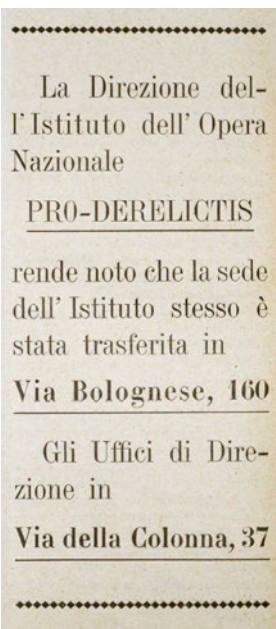 La Direzione del-
l'Istituto dell' Opera
Nazionale
PRO-DERELICTIS
rende noto che la sede
dell' Istituto stesso è
stata trasferita in
Via Bolognese, 160
Gli Uffici di Dire-
zione in
Via della Colonna, 37